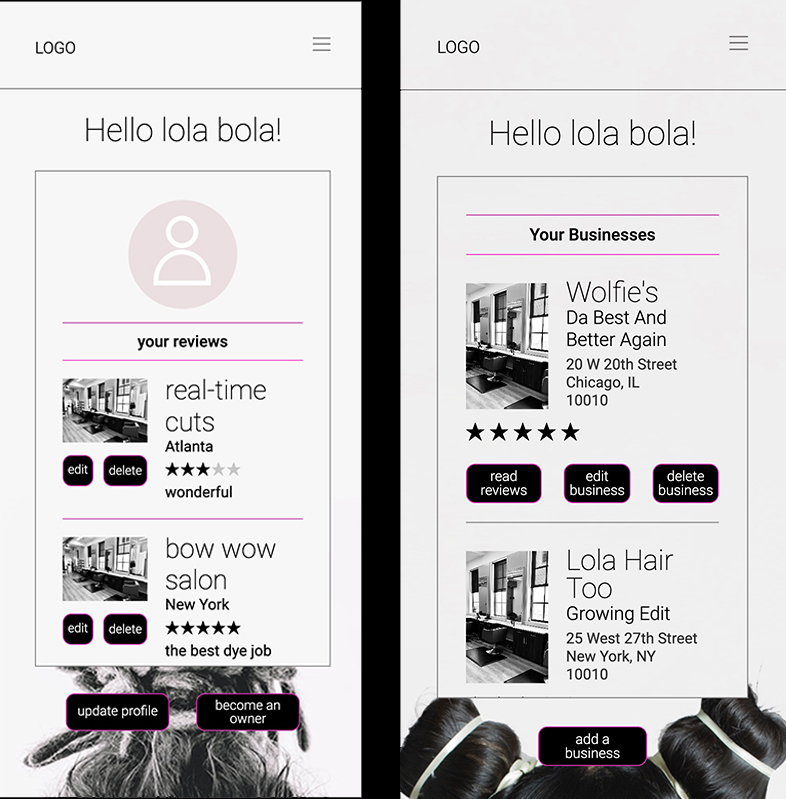 LOGO
Hello lola bola!
your reviews
real-time
cuts
Atlanta
edit
delete
wonderful
bow wow
salon
New York
edit
delete
the best dye job
update profile
become an
owner
LOGO
Hello lola bola!
Your Businesses
Wolfie's
Da Best And
Better Again
20 W 20th Street
Chicago, IL
10010
read
reviews
edit
business
delete
business
Lola Hair
Too
Growing Edit
25 West 27th Street
New York, NY
10010
add a
business